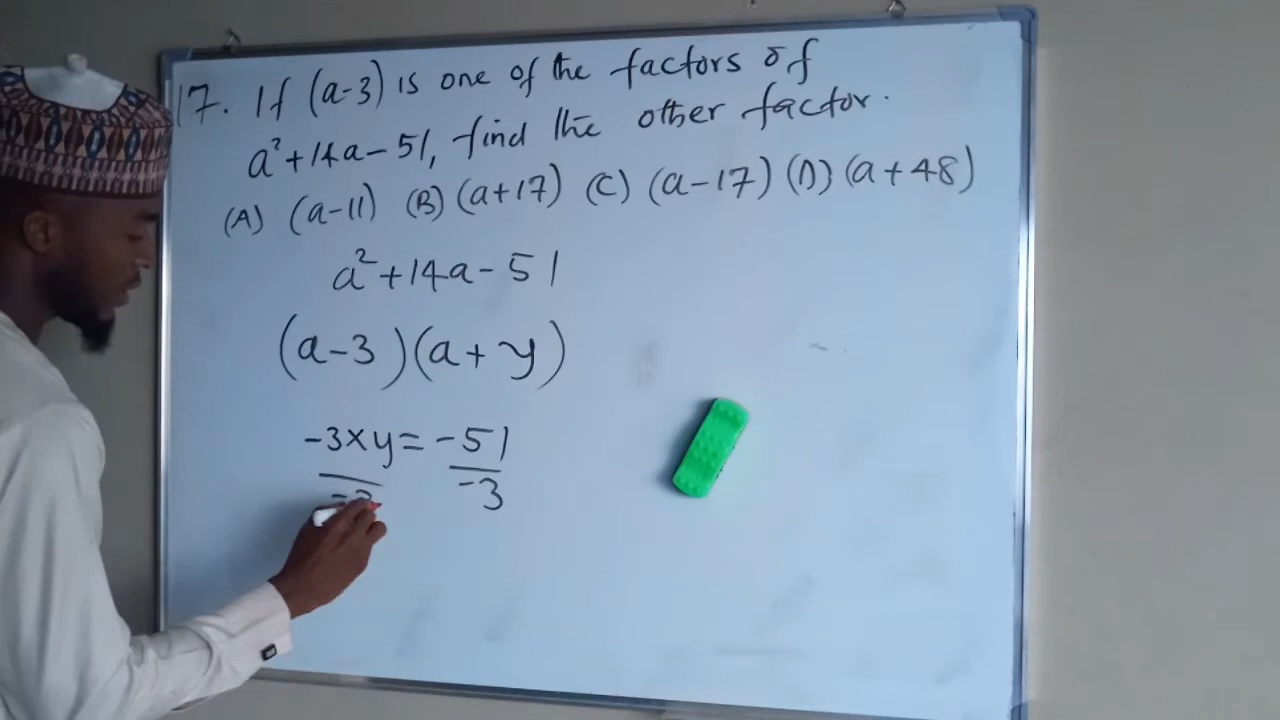 17. If (a-3) is one of the factors of
a²+14a-51, find the other factor.
(A) (a-11) (B) (a+17) (C) (a-17) (D) (a+48)
a²+14a-51
(a-3)(a+y)
-3xy=-51
-3 -3